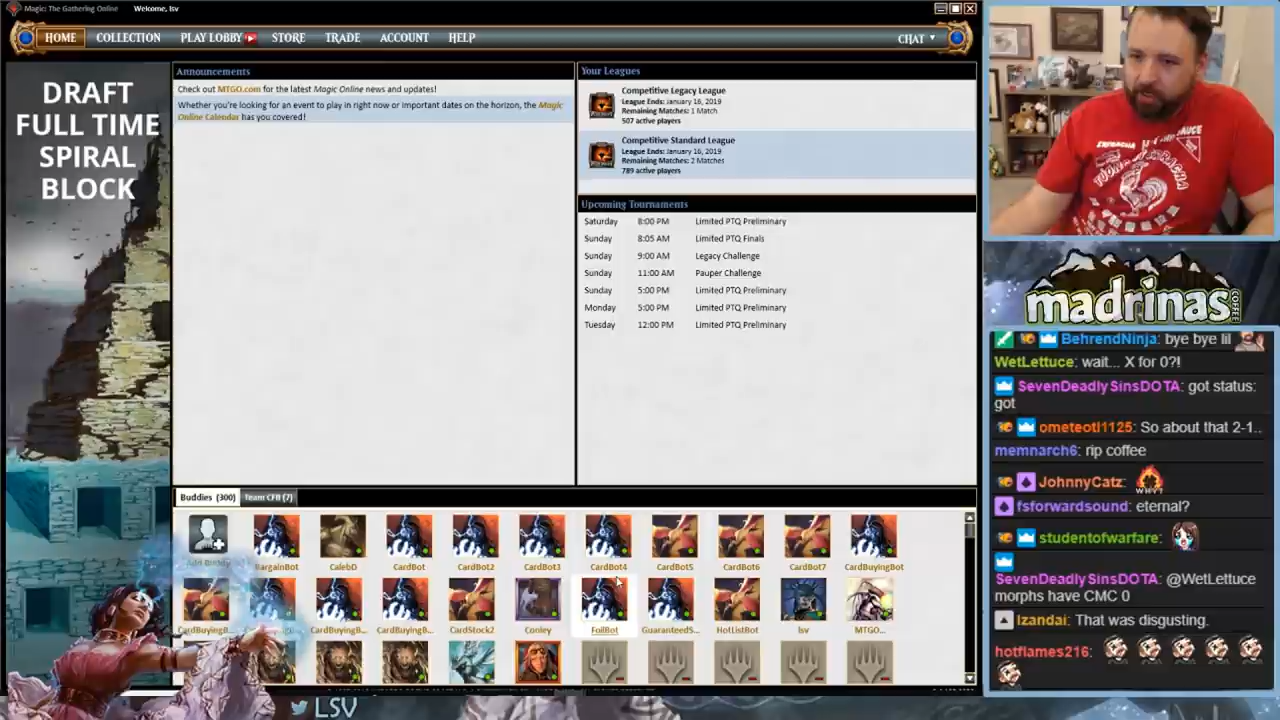 Magic: The Gathering Online
Welcome, lsv
HOME
COLLECTION
PLAY LOBBY
STORE
TRADE
ACCOUNT
HELP
CHAT
DRAFT
FULL TIME
SPIRAL
BLOCK
Announcements
Check out MTGO.com for the latest Magic Online news and updates!
Whether you're looking for an event to play in right now or important dates on the horizon, the Magic
Online Calendar has you covered!
Your Leagues
Competitive Legacy League
League Ends: January 16, 2019
Remaining Matches: 1 Match
507 active players
Competitive Standard League
League Ends: January 16, 2019
Remaining Matches: 2 Matches
789 active players
Upcoming Tournaments
Saturday 8:00 PM Limited PTQ Preliminary
Sunday 8:05 AM Limited PTQ Finals
Sunday 9:00 AM Legacy Challenge
Sunday 11:00 AM Pauper Challenge
Sunday 5:00 PM Limited PTQ Preliminary
Monday 5:00 PM Limited PTQ Preliminary
Tuesday 12:00 PM Limited PTQ Preliminary
Buddies (300)
Team CFB (7)
Add Buddy
BargainBot
CalebD
CardBot
CardBot2
CardBot3
CardBot4
CardBot5
CardBot6
CardBot7
CardBuyingBot
CardBuyingB...
CardBuyingB...
CardBuyingB...
CardStock2
Conley
FoilBot
GuaranteedS...
HotListBot
lsv
MTGO...
LSV
madrinas
COFFEE
BehrendNinja: bye bye lil
WetLettuce: wait... X for 0?!
SevenDeadlySinsDOTA: got status:
got
ometeotl1125: So about that 2-1..
memnarch6: rip coffee
JohnnyCatz:
WHY?
fsforwardsound: eternal?
studentofwarfare:
SevenDeadlySinsDOTA: @WetLettuce
morphs have CMC 0
Izandai: That was disgusting.
hotflames216: